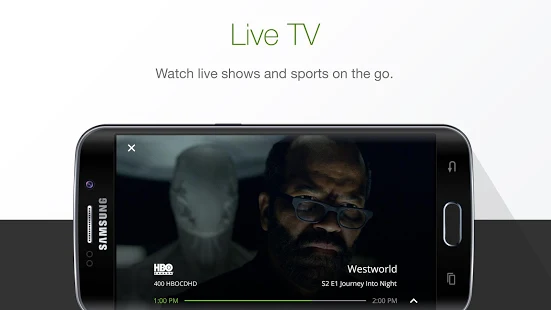 Live TV
Watch live shows and sports on the go.
SAMSUNG
HBO
400 HBOCDHD
Westworld
S2 E1 Journey Into Night
1:00 PM
2:00 PM